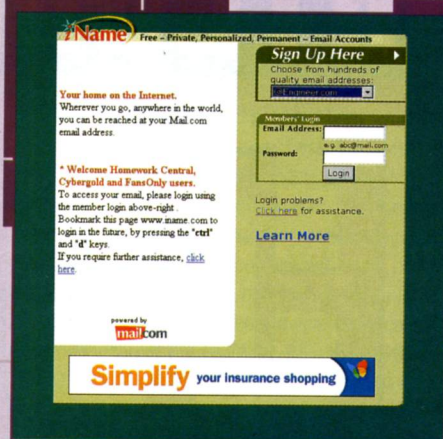 iName
Free ~ Private, Personalized, Permanent ~ Email Accounts
Your home on the Internet.
Wherever you go, anywhere in the world,
you can be reached at your Mail.com
email address.
* Welcome Homework Central,
Cybergold and FansOnly users.
To access your email, please login using
the member login above-right .
Bookmark this page www.iname.com to
login in the future, by pressing the "ctrl"
and "d" keys.
If you require further assistance, click
here.
powered by
mail.com
Sign Up Here
Choose from hundreds of
quality email addresses:
Engineer.com
Members' Login
Email Address:
e.g. abc@mail.com
Password:
Login
Login problems?
Click here for assistance.
Learn More
Simplify your insurance shopping